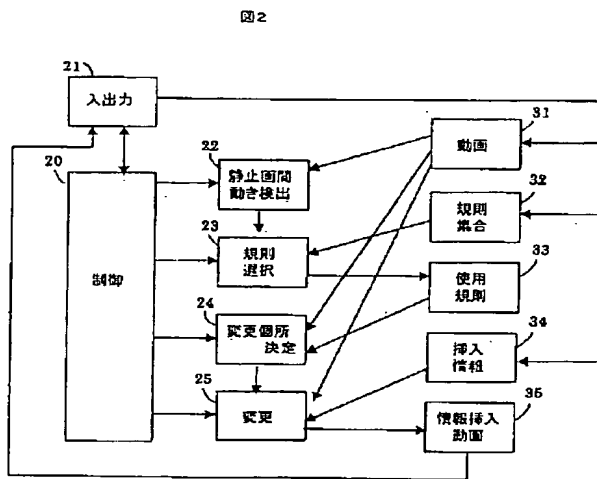 図2
21
入出力
31
動画
20
制御
22
静止画間
動き検出
32
規則
集合
23
規則
選択
33
使用
規則
24
変更個所
決定
34
挿入
情報
25
変更
35
情報挿入
動画